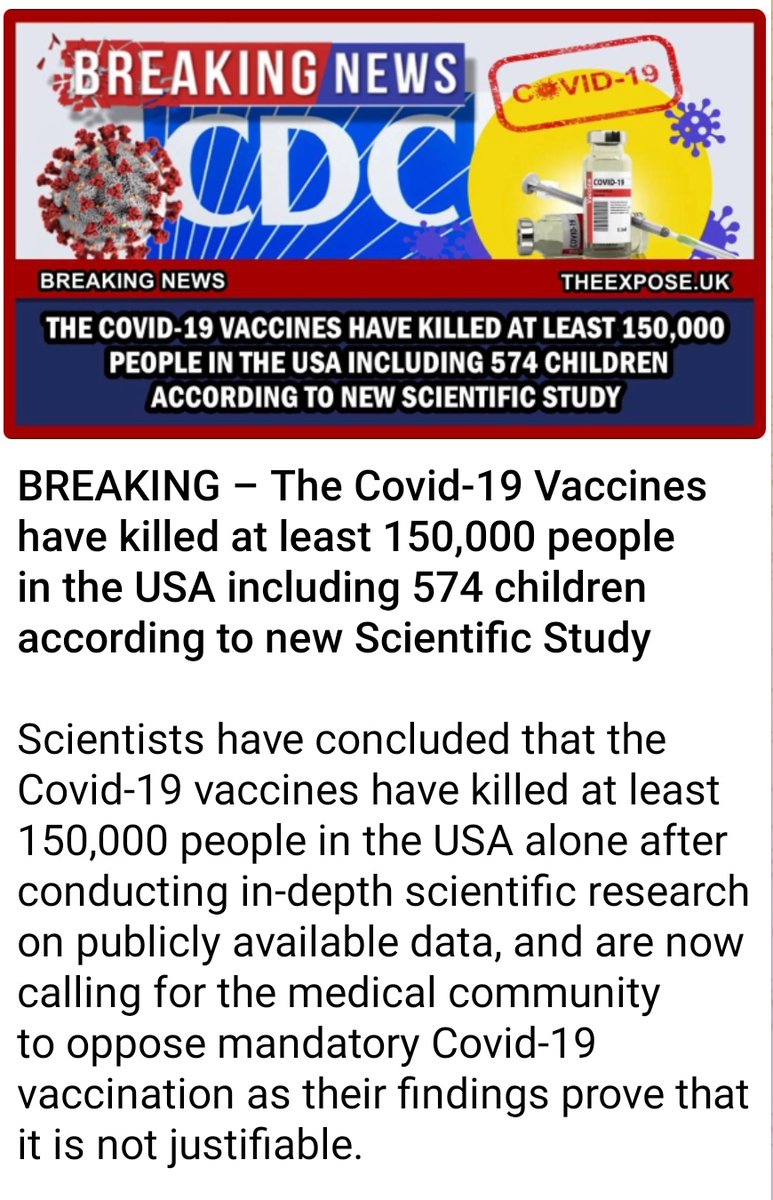 BREAKING NEWS
COVID-19
CDC
COVID-19
BREAKING NEWS
THEEXPOSE.UK
THE COVID-19 VACCINES HAVE KILLED AT LEAST 150,000
PEOPLE IN THE USA INCLUDING 574 CHILDREN
ACCORDING TO NEW SCIENTIFIC STUDY
BREAKING – The Covid-19 Vaccines
have killed at least 150,000 people
in the USA including 574 children
according to new Scientific Study
Scientists have concluded that the
Covid-19 vaccines have killed at least
150,000 people in the USA alone after
conducting in-depth scientific research
on publicly available data, and are now
calling for the medical community
to oppose mandatory Covid-19
vaccination as their findings prove that
it is not justifiable.